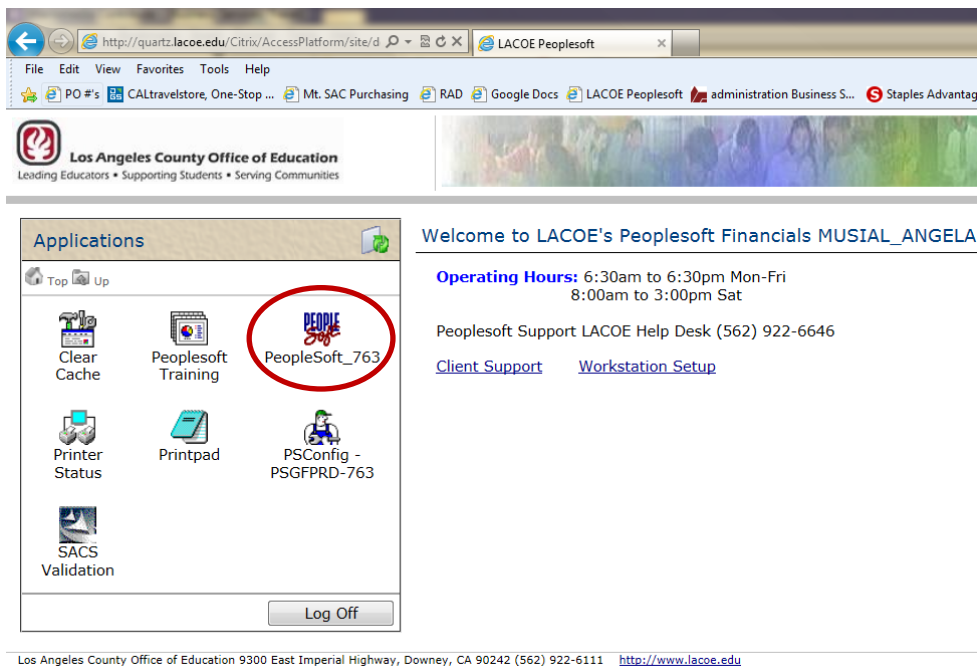 http://quartz.lacoe.edu/Citrix/AccessPlatform/site/d
LACOE Peoplesoft
File Edit View Favorites Tools Help
PO #'s CALtravelstore, One-Stop ... Mt. SAC Purchasing RAD Google Docs LACOE Peoplesoft administration Business S... Staples Advantag
Los Angeles County Office of Education
Leading Educators • Supporting Students • Serving Communities
Applications
Welcome to LACOE's Peoplesoft Financials MUSIAL_ANGELA
Top Up
Operating Hours: 6:30am to 6:30pm Mon-Fri
8:00am to 3:00pm Sat
Peoplesoft Support LACOE Help Desk (562) 922-6646
Client Support Workstation Setup
PEOPLE
Soft
Clear
Cache
Peoplesoft
Training
PeopleSoft_763
Printer
Status
Printpad
PSConfig -
PSGFPRD-763
SACS
Validation
Log Off
Los Angeles County Office of Education 9300 East Imperial Highway, Downey, CA 90242 (562) 922-6111 http://www.lacoe.edu